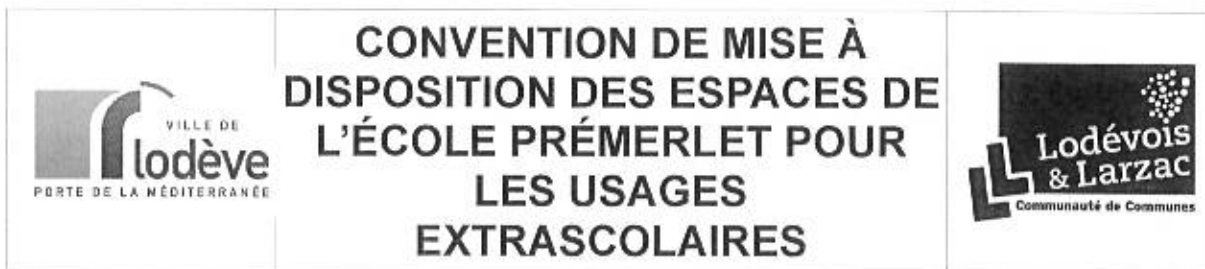 VILLE DE
lodève
PORTE DE LA MÉDITERRANÉE
CONVENTION DE MISE À
DISPOSITION DES ESPACES DE
L'ÉCOLE PRÉMERLET POUR
LES USAGES
EXTRASCOLAIRES
Lodévois
& Larzac
Communauté de Communes